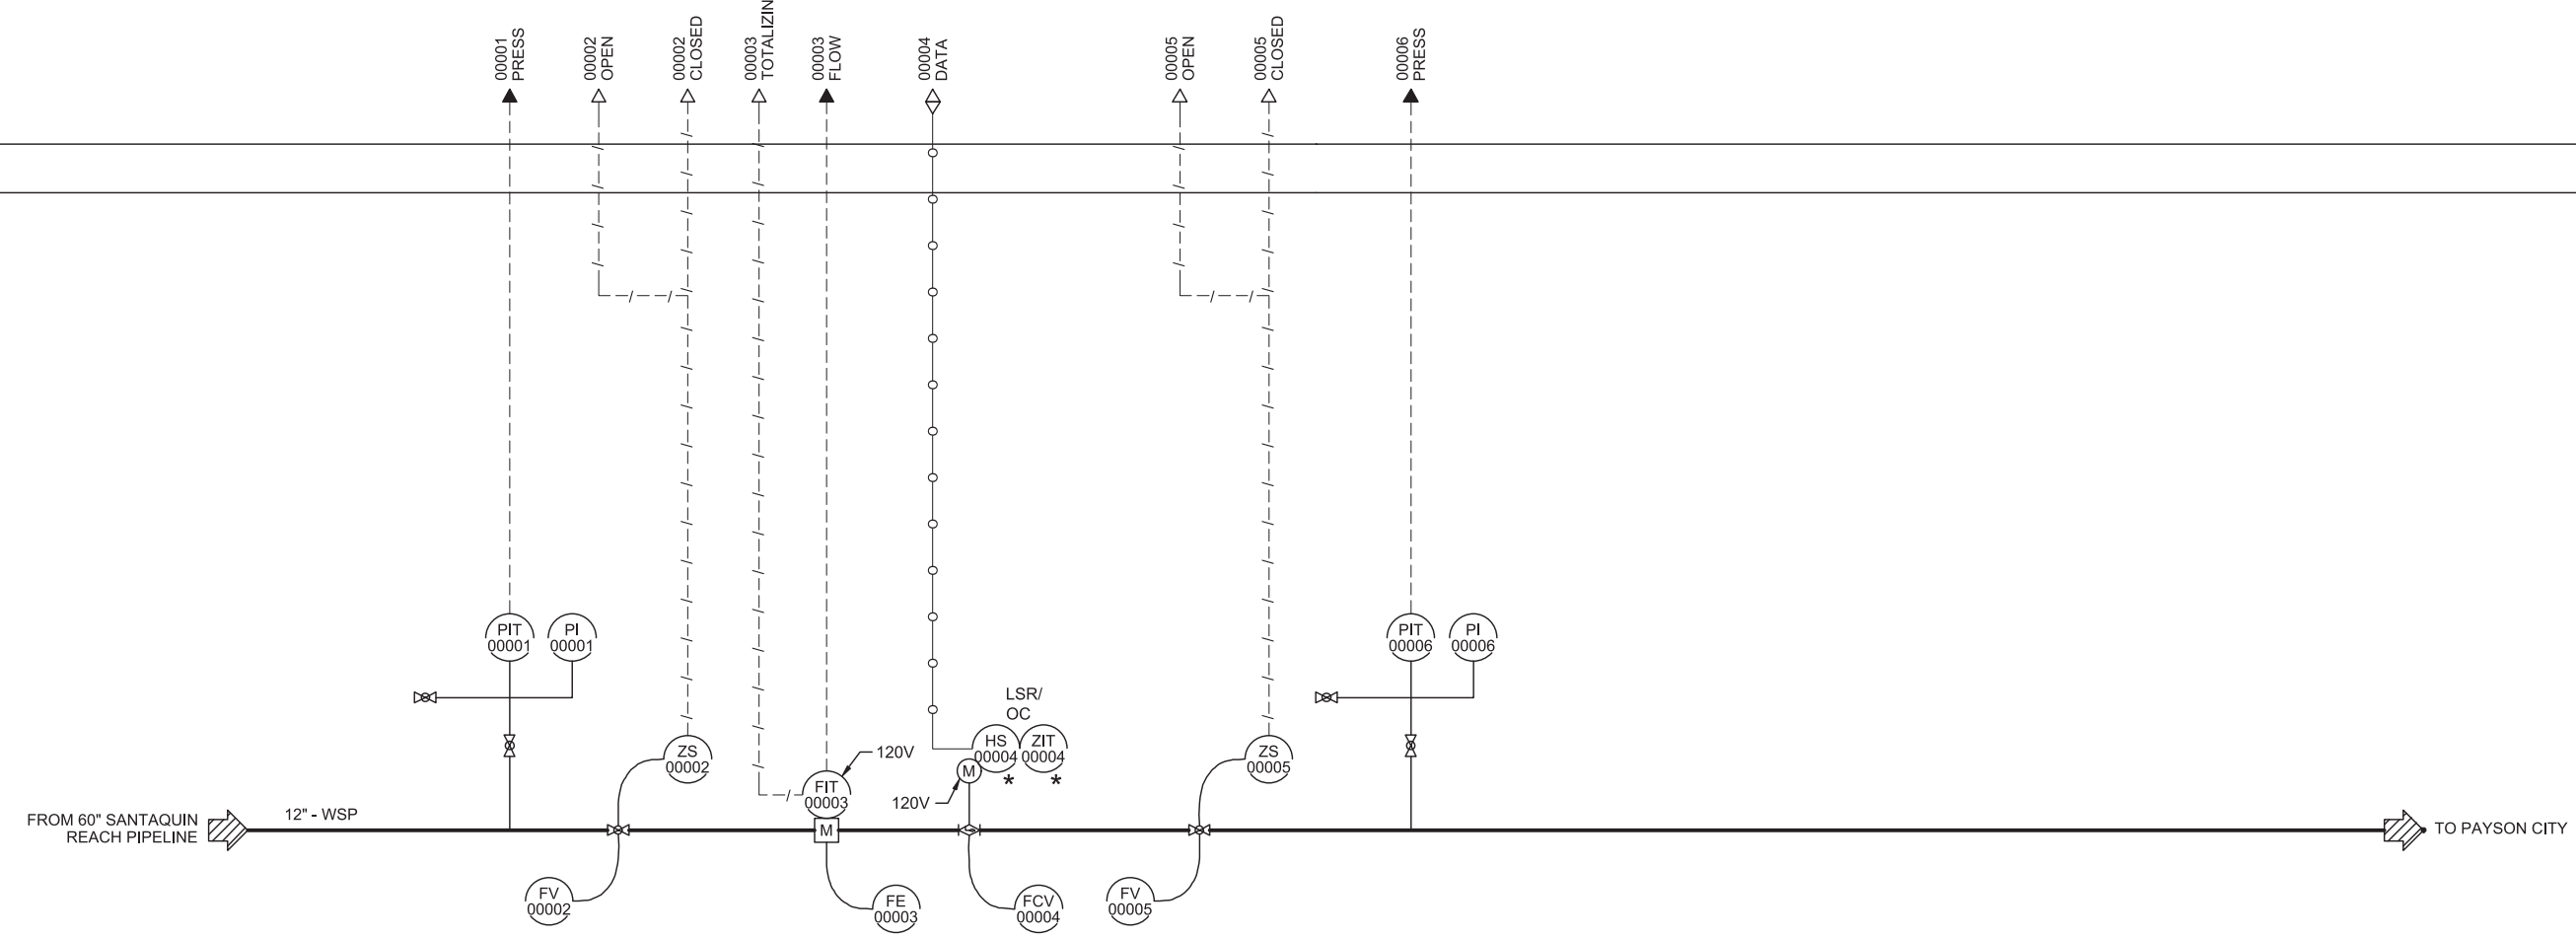 00001
PRESS
00002
OPEN
00002
CLOSED
00003
TOTALIZIN
00003
FLOW
00004
DATA
00005
OPEN
00005
CLOSED
00006
PRESS
PIT
00001
PI
00001
PIT
00006
PI
00006
LSR/
OC
ZS
00002
HS
00004
*
ZIT
00004
*
ZS
00005
120V
M
FIT
00003
120V
12" - WSP
FROM 60" SANTAQUIN
REACH PIPELINE
M
TO PAYSON CITY
FV
00002
FE
00003
FCV
00004
FV
00005